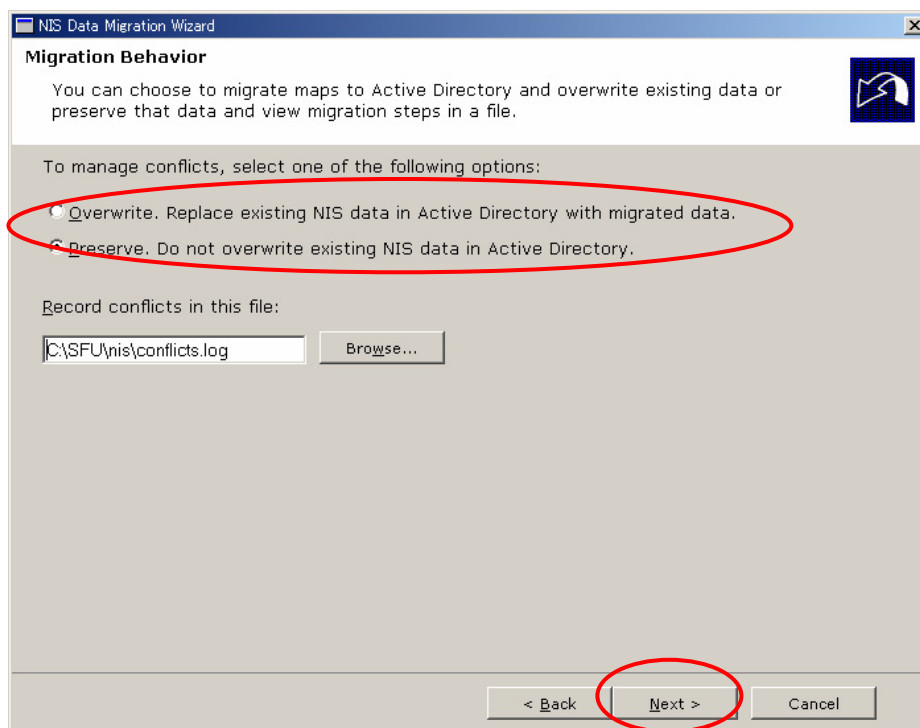 NIS Data Migration Wizard
Migration Behavior
You can choose to migrate maps to Active Directory and overwrite existing data or
preserve that data and view migration steps in a file.
To manage conflicts, select one of the following options:
Overwrite. Replace existing NIS data in Active Directory with migrated data.
Preserve. Do not overwrite existing NIS data in Active Directory.
Record conflicts in this file:
C:\SFU\nis\conflicts.log Browse...
< Back Next > Cancel